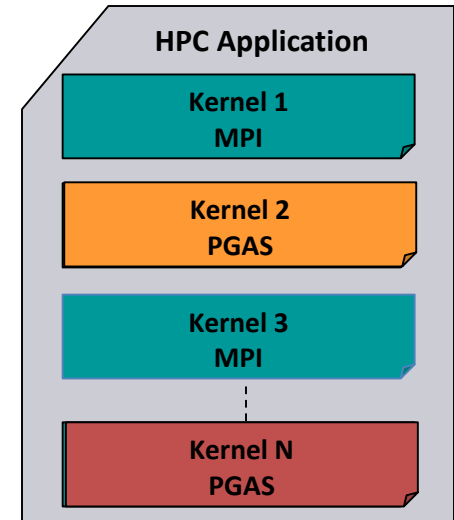 HPC Application
Kernel 1
MPI
Kernel 2
PGAS
Kernel 3
MPI
Kernel N
PGAS